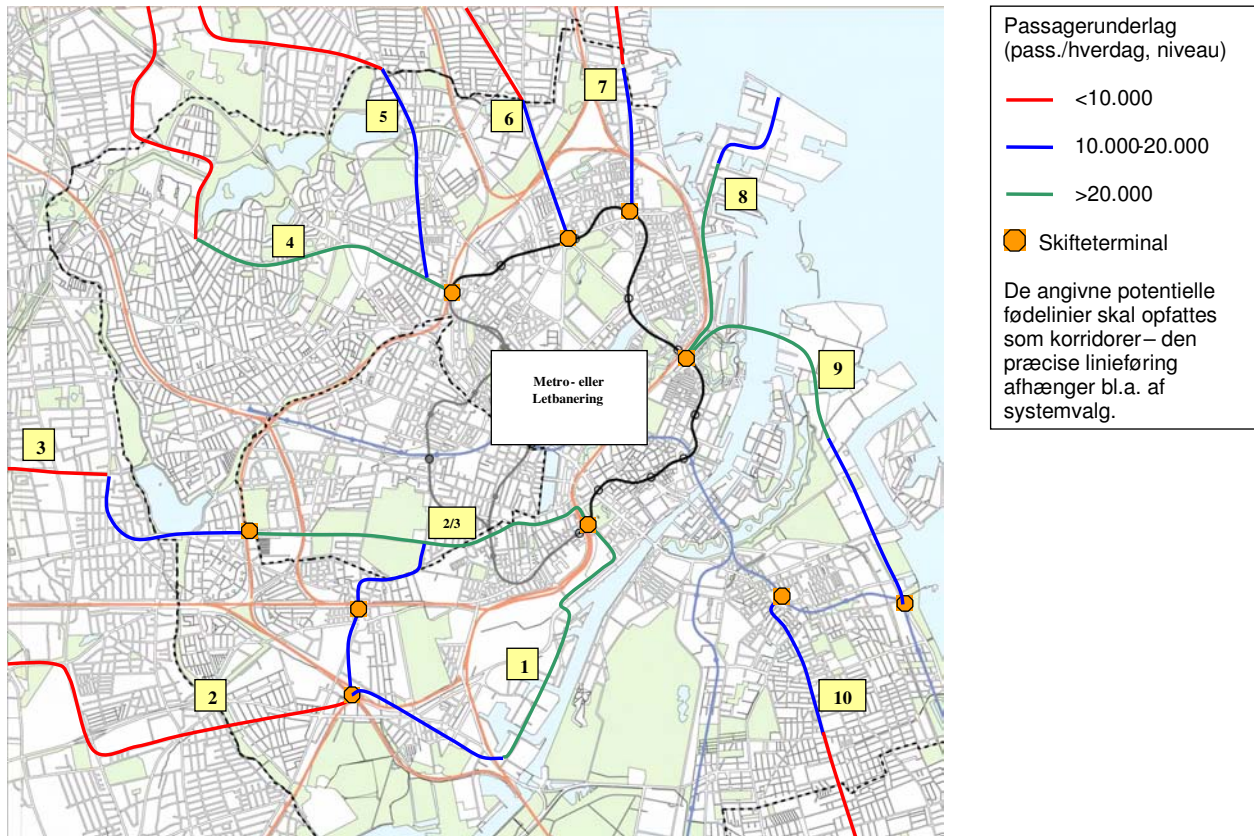 5
6
7
8
4
9
Metro- eller
Letbanering
3
2/3
1
2
10
Passagerunderlag
(pass./hverdag, niveau)
<10.000
10.000-20.000
>20.000
Skifteterminal
De angivne potentielle
fødelinier skal opfattes
som korridorer – den
præcise linieføring
afhænger bl.a. af
systemvalg.